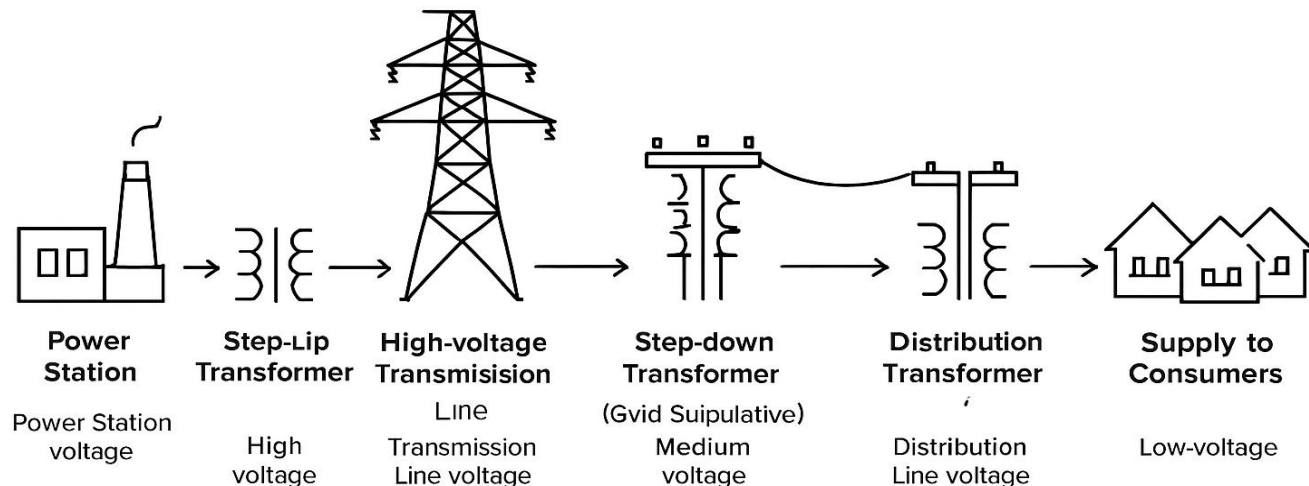 Power
Station
Power Station
voltage
Step-Lip
Transformer
High
voltage
High-voltage
Transmisision
Line
Transmission
Line voltage
Step-down
Transformer
(Gvid Suipulative)
Medium
voltage
Distribution
Transformer
Distribution
Line voltage
Supply to
Consumers
Low-voltage